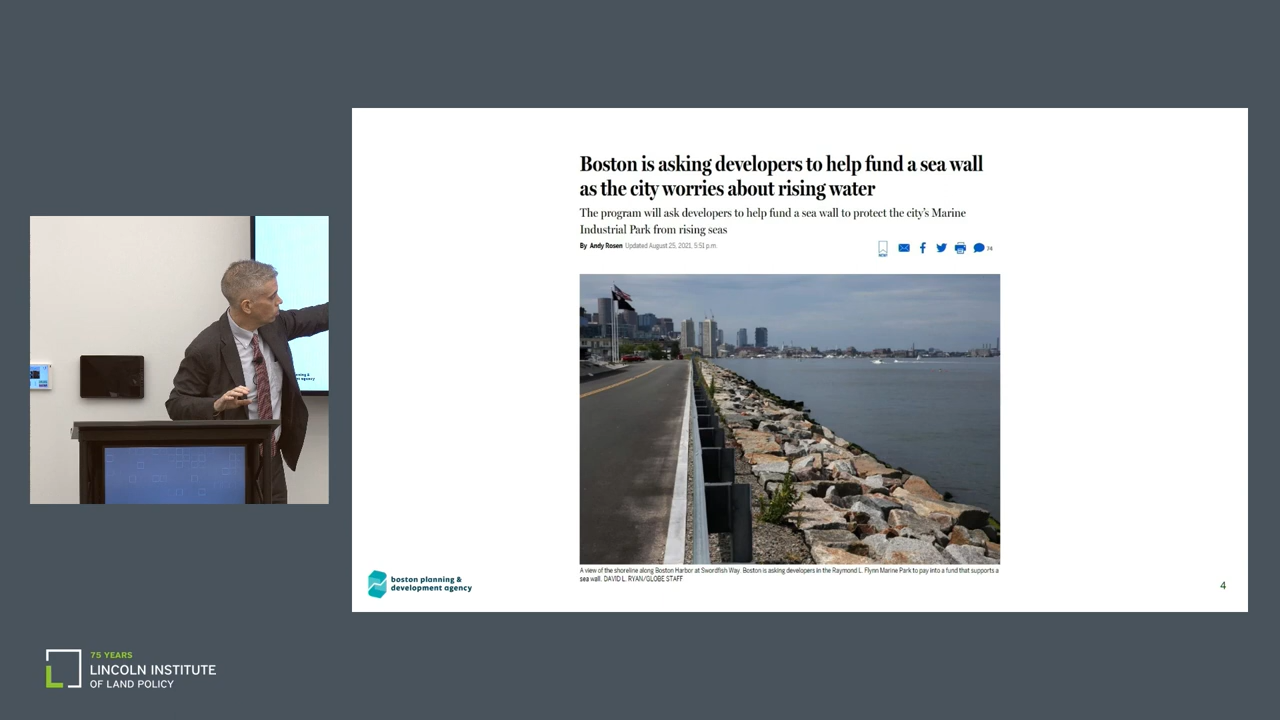 Boston is asking developers to help fund a sea wall
as the city worries about rising water
The program will ask developers to help fund a sea wall to protect the city's Marine
Industrial Park from rising seas
By Andy Rosen Updated August 25, 2021, 5:51 p.m.
74
A view of the shoreline along Boston Harbor at Swordfish Way. Boston is asking developers in the Raymond L. Flynn Marine Park to pay into a fund that supports a
sea wall. DAVID L. RYAN/GLOBE STAFF
boston planning &
development agency
4
75 YEARS
LINCOLN INSTITUTE
OF LAND POLICY